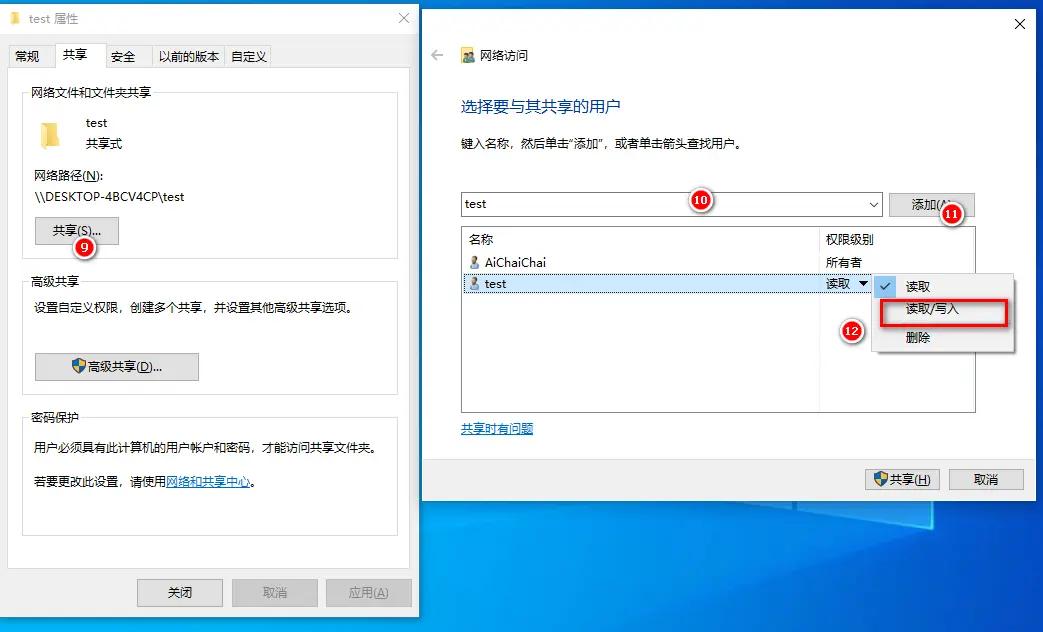 test 属性
常规 共享 安全 以前的版本 自定义
网络文件和文件夹共享
test
共享式
网络路径(N):
\\DESKTOP-4BCV4CP\test
共享(S)...
9
高级共享
设置自定义权限，创建多个共享，并设置其他高级共享选项。
高级共享(D)...
密码保护
用户必须具有此计算机的用户帐户和密码，才能访问共享文件夹。
若要更改此设置，请使用网络和共享中心。
关闭 取消 应用(A)
网络访问
选择要与其共享的用户
键入名称，然后单击“添加”，或者单击箭头查找用户。
test 10 添加(A)
11
名称 权限级别
AiChaiChai 所有者
test 读取
读取
读取/写入
12
删除
共享时有问题
共享(H) 取消